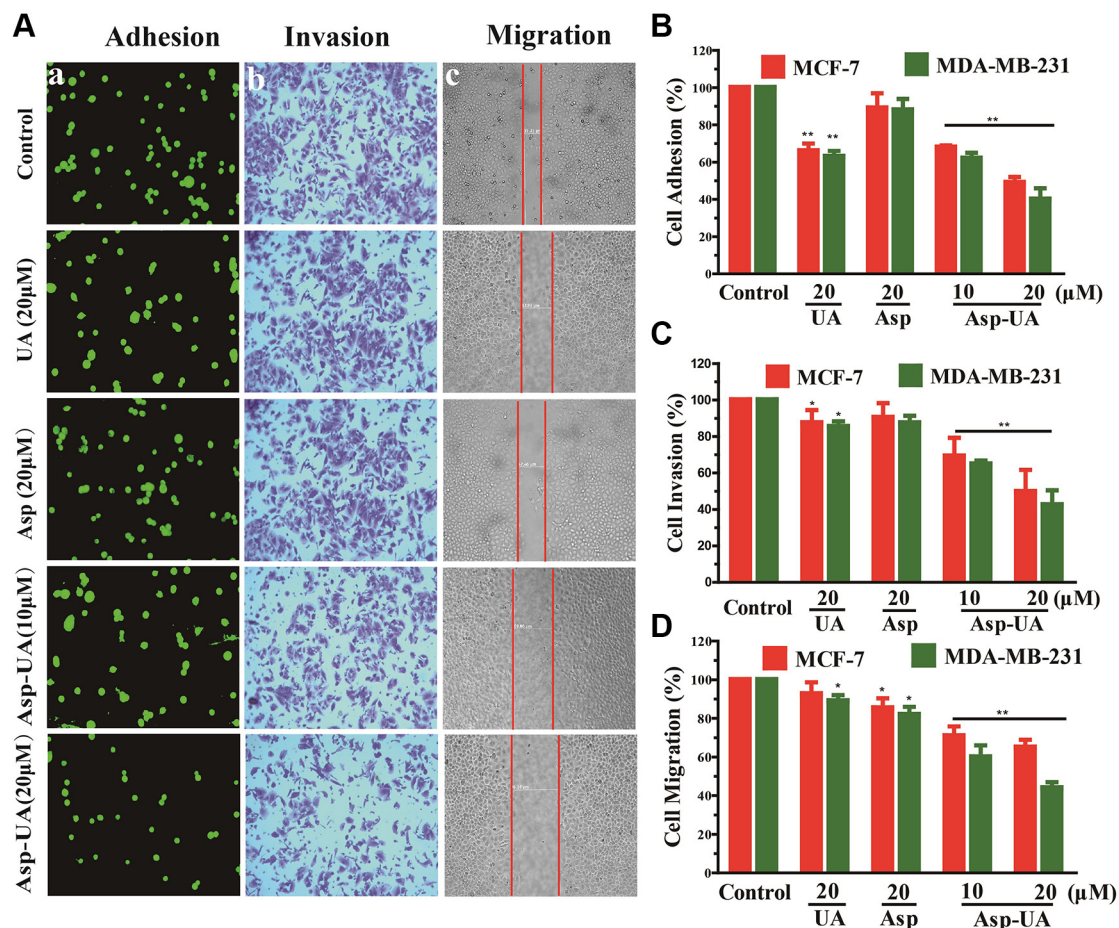 A
Adhesion Invasion Migration
a b c
Control
UA (20μM)
Asp (20μM)
Asp-UA(10μM)
Asp-UA(20μM)
B
MCF-7 MDA-MB-231
Cell Adhesion (%)
120
100
80
60
40
20
0
** ** **
Control 20 20 10 20 (μM)
UA Asp Asp-UA
C
MCF-7 MDA-MB-231
Cell Invasion (%)
120
100
80
60
40
20
0
* * **
Control 20 20 10 20 (μM)
UA Asp Asp-UA
D
MCF-7 MDA-MB-231
Cell Migration (%)
120
100
80
60
40
20
0
* * * **
Control 20 20 10 20 (μM)
UA Asp Asp-UA